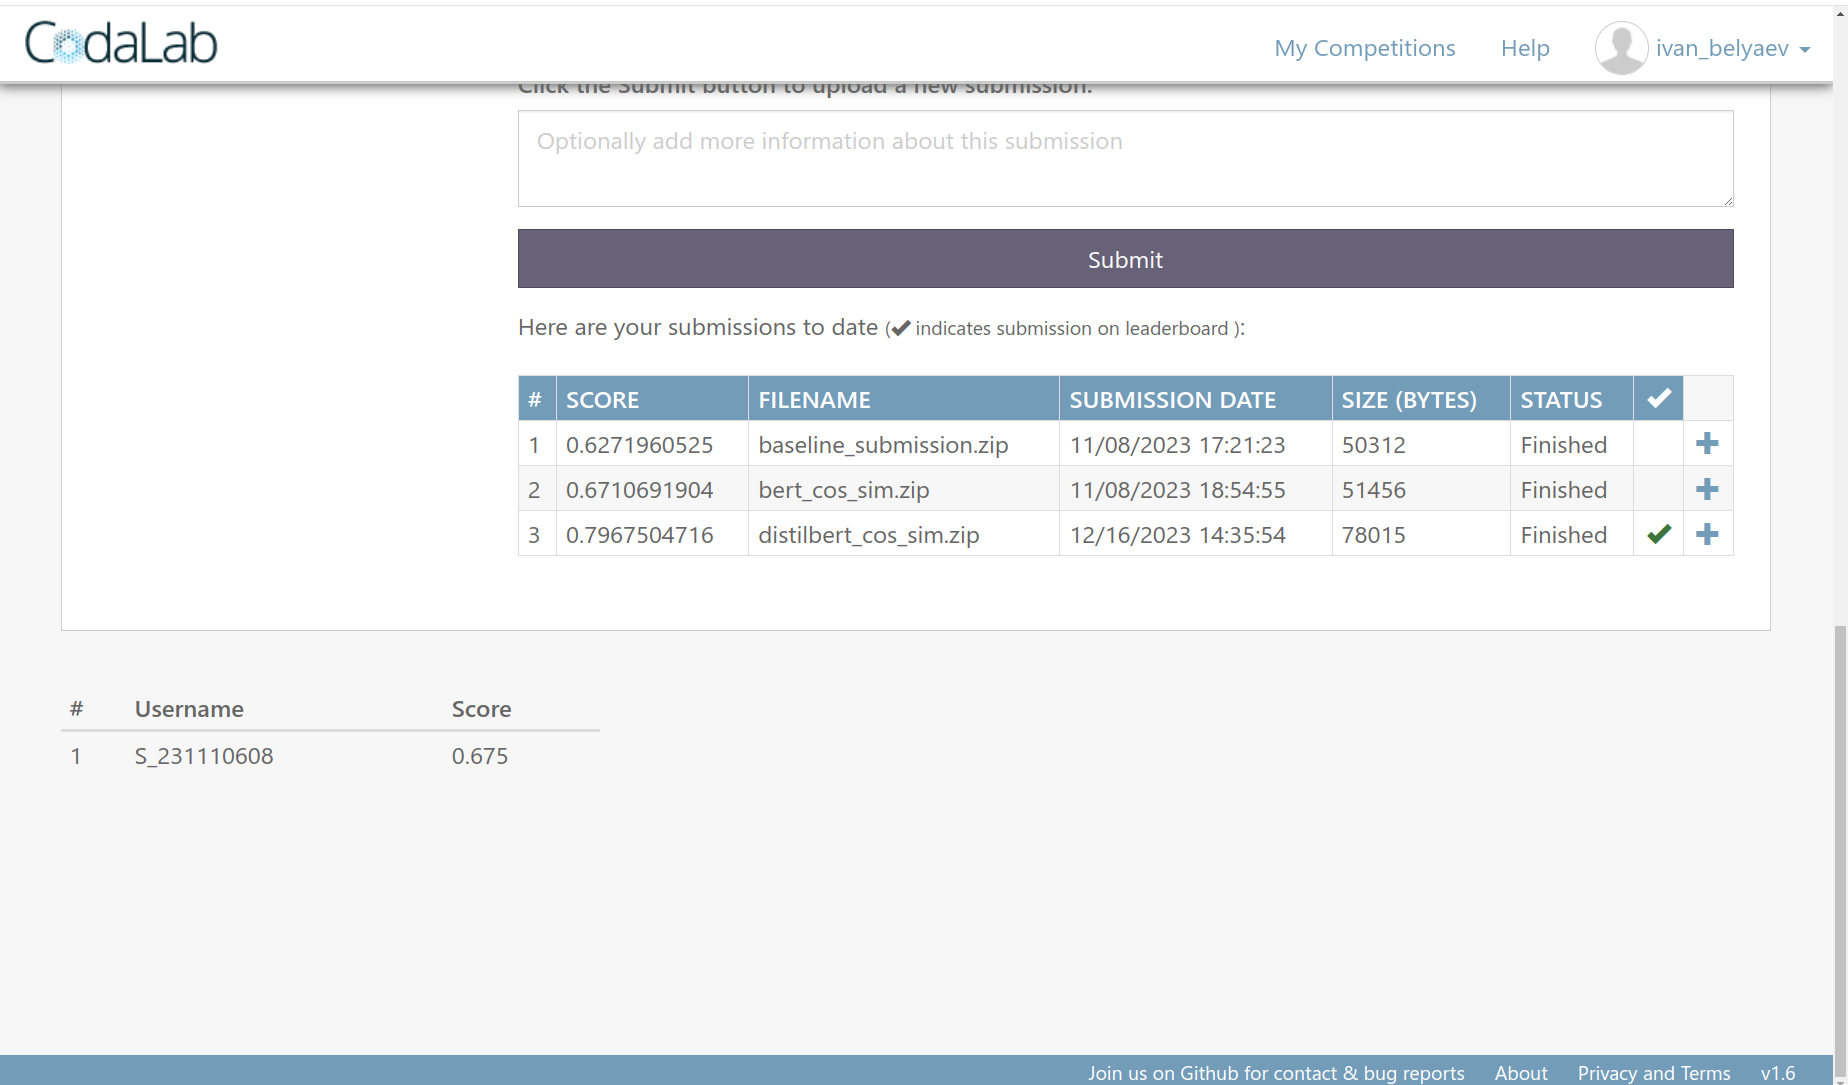 CodaLab
My Competitions Help ivan_belyaev
Click the Submit button to upload a new submission.
Optionally add more information about this submission
Submit
Here are your submissions to date (✔ indicates submission on leaderboard ):
# SCORE FILENAME SUBMISSION DATE SIZE (BYTES) STATUS ✔
1 0.6271960525 baseline_submission.zip 11/08/2023 17:21:23 50312 Finished
2 0.6710691904 bert_cos_sim.zip 11/08/2023 18:54:55 51456 Finished
3 0.7967504716 distilbert_cos_sim.zip 12/16/2023 14:35:54 78015 Finished ✔
# Username Score
1 S_231110608 0.675
Join us on Github for contact & bug reports About Privacy and Terms v1.6